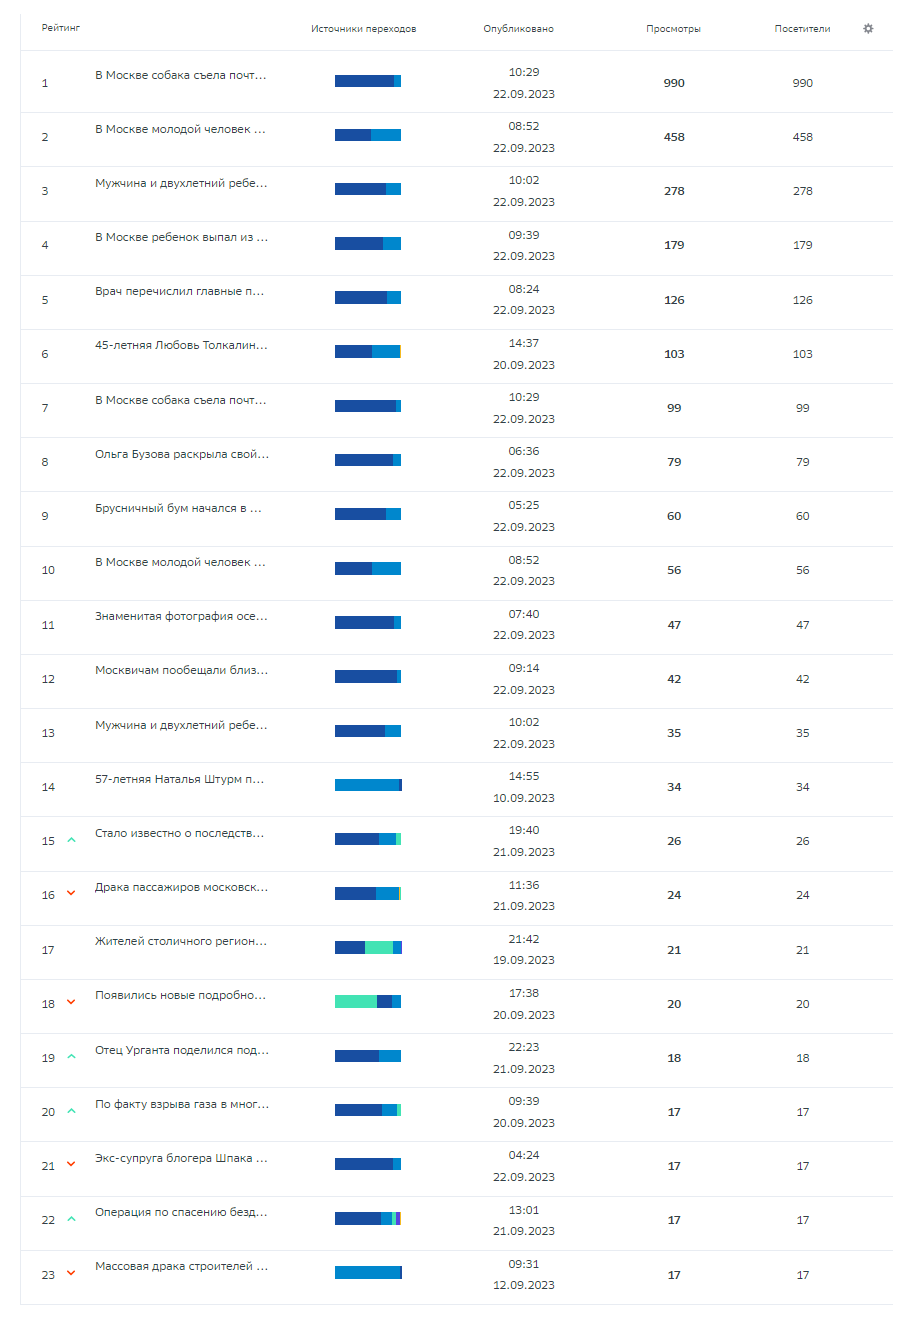 Рейтинг Источники переходов Опубликовано Просмотры Посетители
1 В Москве собака съела почт... 10:29 22.09.2023 990 990
2 В Москве молодой человек ... 08:52 22.09.2023 458 458
3 Мужчина и двухлетний ребе... 10:02 22.09.2023 278 278
4 В Москве ребенок выпал из ... 09:39 22.09.2023 179 179
5 Врач перечислил главные п... 08:24 22.09.2023 126 126
6 45-летняя Любовь Толкалин... 14:37 20.09.2023 103 103
7 В Москве собака съела почт... 10:29 22.09.2023 99 99
8 Ольга Бузова раскрыла свой... 06:36 22.09.2023 79 79
9 Брусничный бум начался в ... 05:25 22.09.2023 60 60
10 В Москве молодой человек ... 08:52 22.09.2023 56 56
11 Знаменитая фотография осе... 07:40 22.09.2023 47 47
12 Москвичам пообещали близ... 09:14 22.09.2023 42 42
13 Мужчина и двухлетний ребе... 10:02 22.09.2023 35 35
14 57-летняя Наталья Штурм п... 14:55 10.09.2023 34 34
15 Стало известно о последств... 19:40 21.09.2023 26 26
16 Драка пассажиров московск... 11:36 21.09.2023 24 24
17 Жителей столичного регион... 21:42 19.09.2023 21 21
18 Появились новые подробно... 17:38 20.09.2023 20 20
19 Отец Урганта поделился под... 22:23 21.09.2023 18 18
20 По факту взрыва газа в мног... 09:39 20.09.2023 17 17
21 Экс-супруга блогера Шпака ... 04:24 22.09.2023 17 17
22 Операция по спасению безд... 13:01 21.09.2023 17 17
23 Массовая драка строителей ... 09:31 12.09.2023 17 17